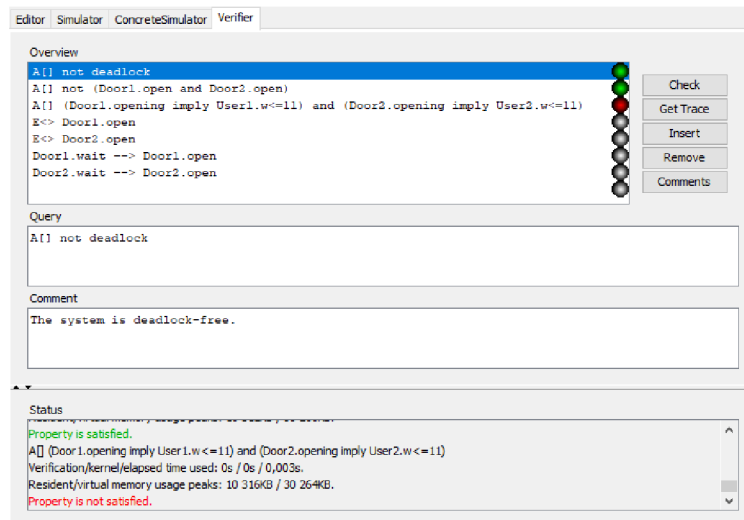 Editor Simulator ConcreteSimulator Verifier
Overview
A[] not deadlock
A[] not (Door1.open and Door2.open)
A[] (Door1.opening imply User1.w<=11) and (Door2.opening imply User2.w<=11)
E<> Door1.open
E<> Door2.open
Door1.wait --> Door1.open
Door2.wait --> Door2.open
Check
Get Trace
Insert
Remove
Comments
Query
A[] not deadlock
Comment
The system is deadlock-free.
Status
Property is satisfied.
A[] (Door1.opening imply User1.w<=11) and (Door2.opening imply User2.w<=11)
Verification/kernel/elapsed time used: 0s / 0s / 0,003s.
Resident/virtual memory usage peaks: 10 316KB / 30 264KB.
Property is not satisfied.